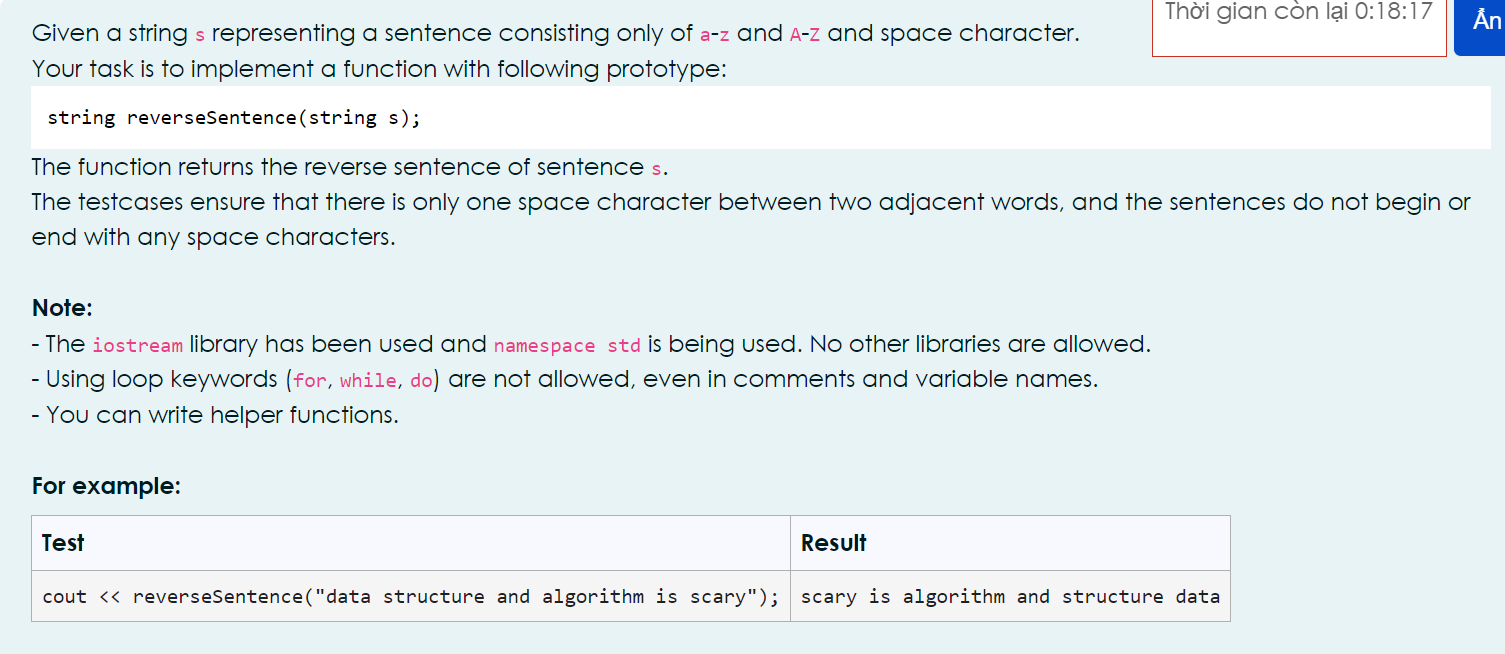 Given a string s representing a sentence consisting only of a-z and A-Z and space character.
Thời gian còn lại 0:18:17
Ẩn
Your task is to implement a function with following prototype:
string reverseSentence(string s);
The function returns the reverse sentence of sentence s.
The testcases ensure that there is only one space character between two adjacent words, and the sentences do not begin or
end with any space characters.
Note:
- The iostream library has been used and namespace std is being used. No other libraries are allowed.
- Using loop keywords (for, while, do) are not allowed, even in comments and variable names.
- You can write helper functions.
For example:
Test Result
cout << reverseSentence("data structure and algorithm is scary"); scary is algorithm and structure data